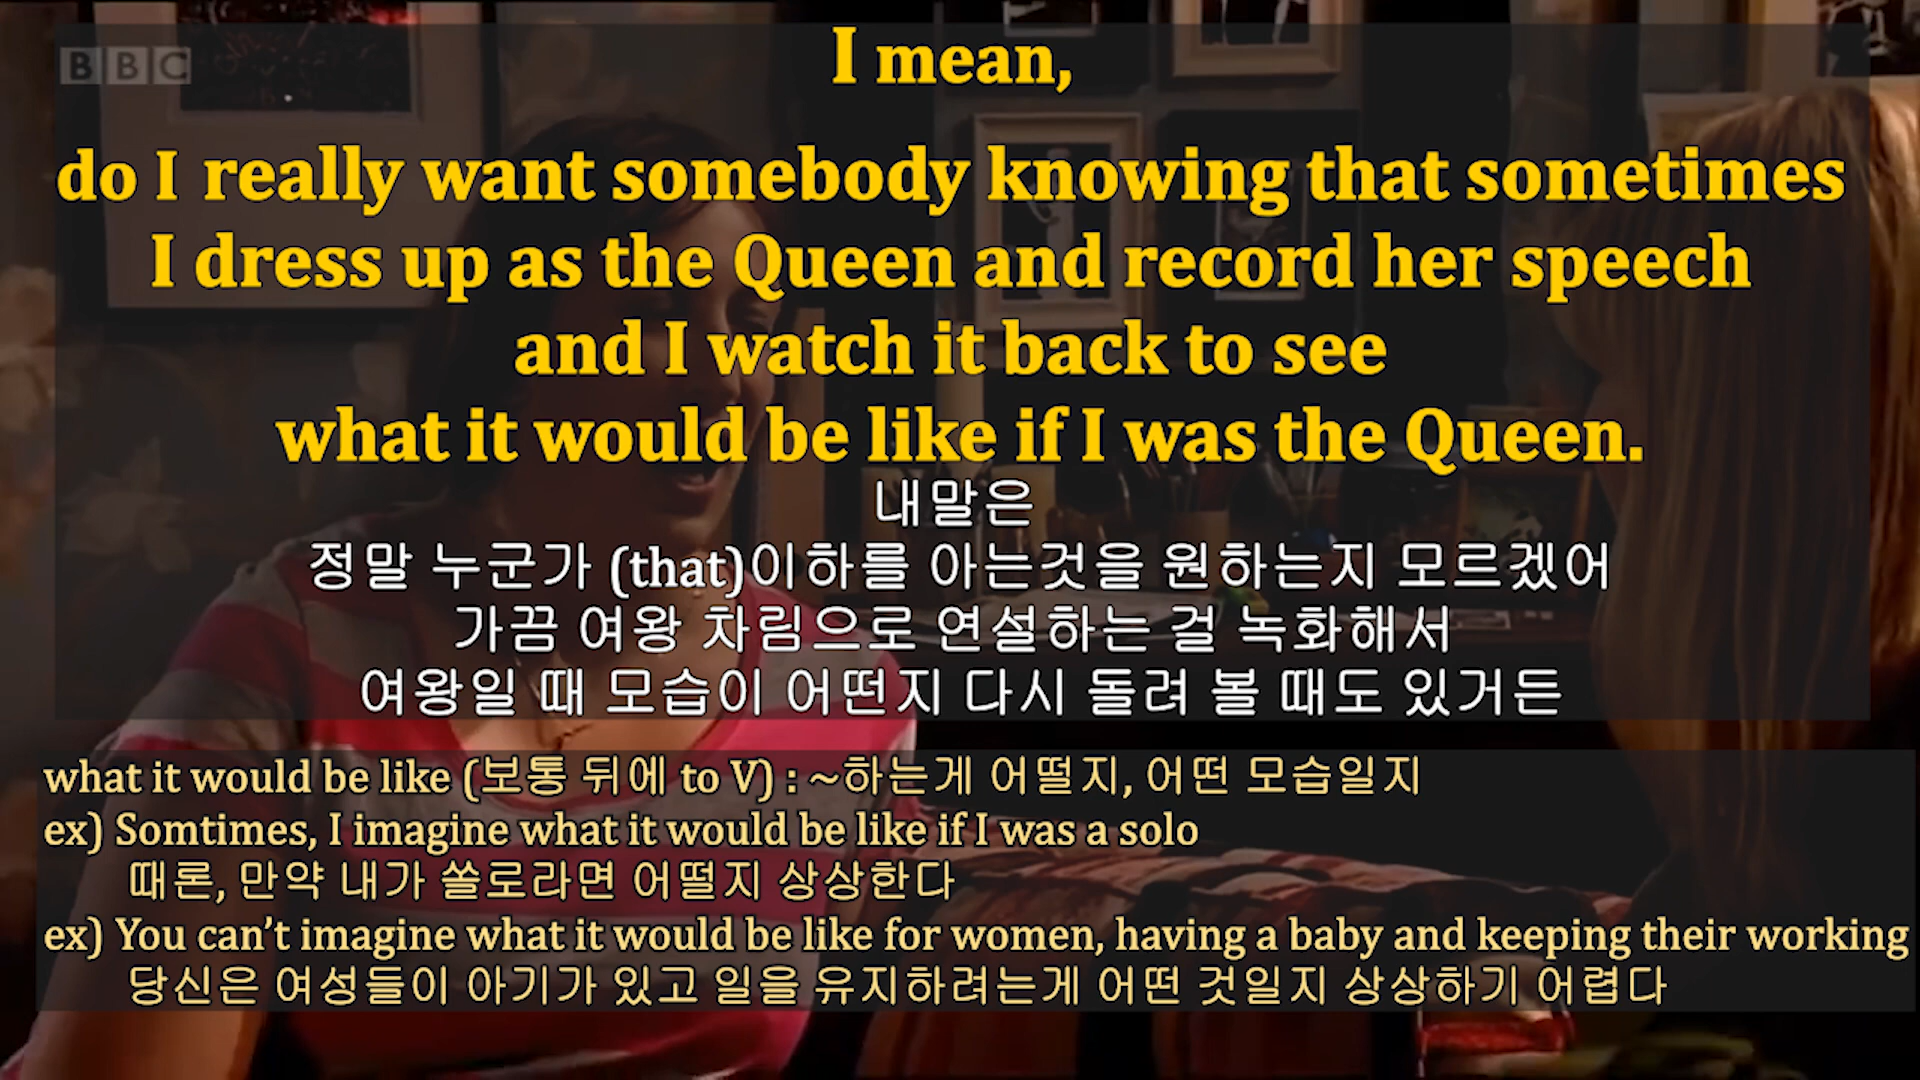 BBC
I mean,
do I really want somebody knowing that sometimes
I dress up as the Queen and record her speech
and I watch it back to see
what it would be like if I was the Queen.
내말은
정말 누군가 (that)이하를 아는것을 원하는지 모르겠어
가끔 여왕 차림으로 연설하는 걸 녹화해서
여왕일 때 모습이 어떤지 다시 돌려 볼 때도 있거든
what it would be like (보통 뒤에 to V) : ~하는게 어떨지, 어떤 모습일지
ex) Somtimes, I imagine what it would be like if I was a solo
때론, 만약 내가 쏠로라면 어떨지 상상한다
ex) You can’t imagine what it would be like for women, having a baby and keeping their working
당신은 여성들이 아기가 있고 일을 유지하려는게 어떤 것일지 상상하기 어렵다